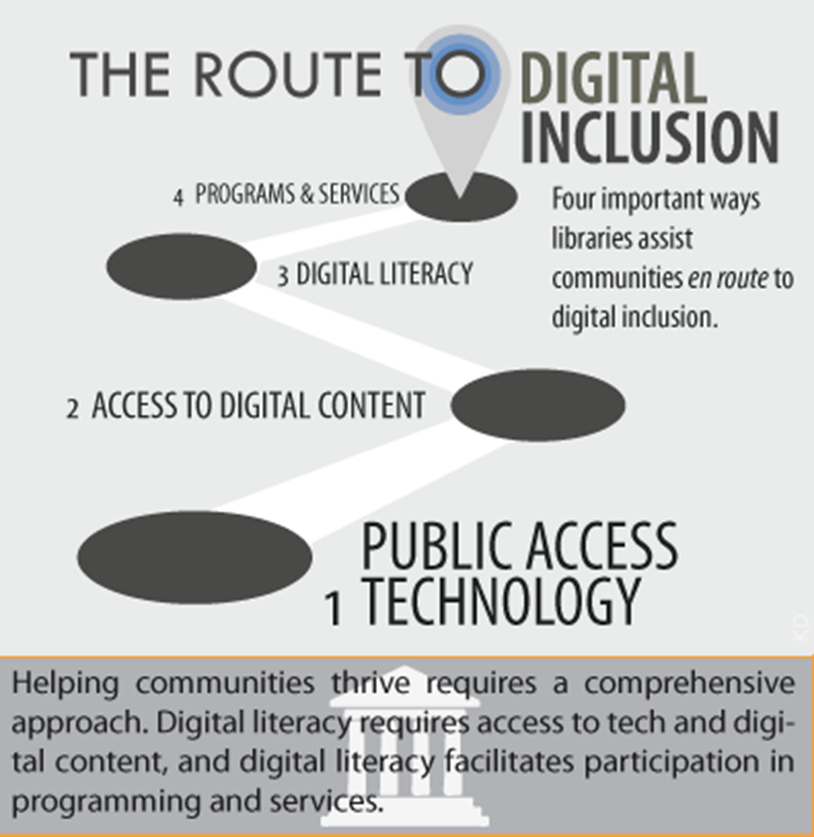 THE ROUTE TO DIGITAL
INCLUSION
4 PROGRAMS & SERVICES
Four important ways
libraries assist
communities en route to
digital inclusion.
3 DIGITAL LITERACY
2 ACCESS TO DIGITAL CONTENT
PUBLIC ACCESS
1 TECHNOLOGY
KD
Helping communities thrive requires a comprehensive
approach. Digital literacy requires access to tech and digi-
tal content, and digital literacy facilitates participation in
programming and services.